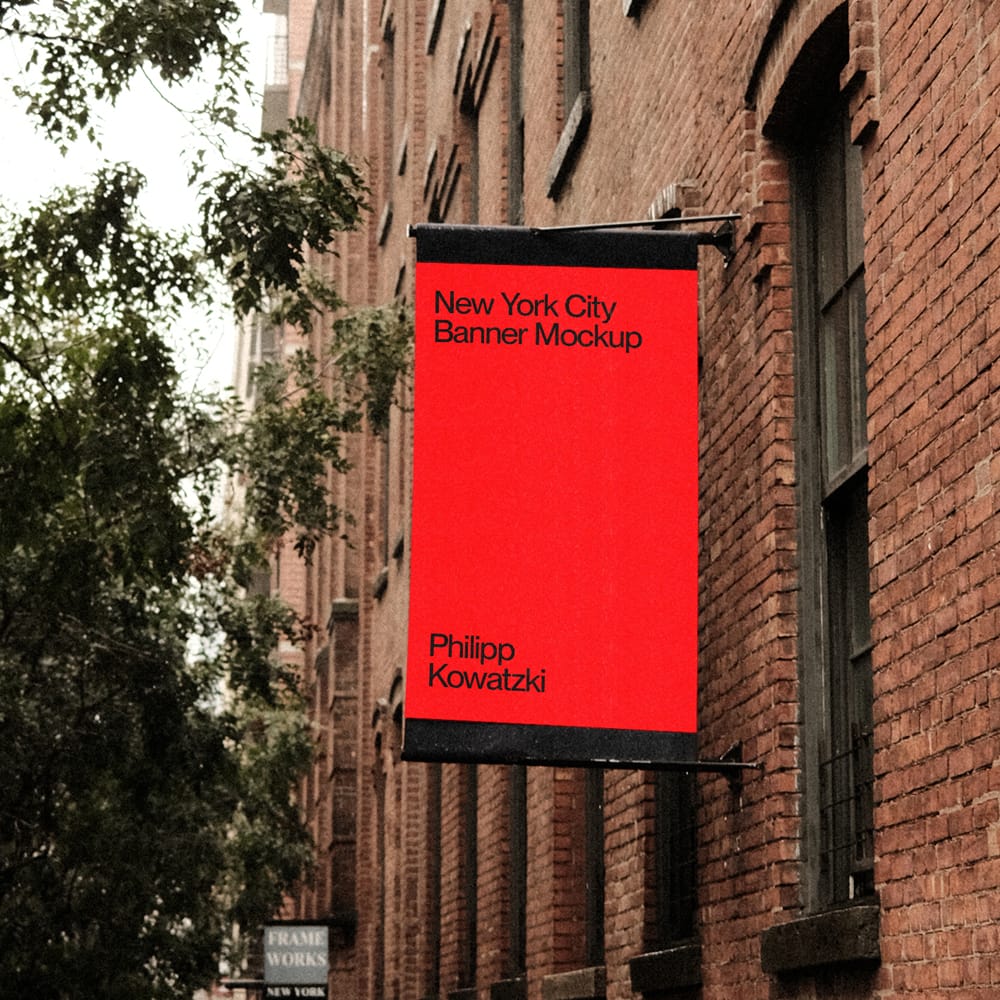 New York City
Banner Mockup
Philipp
Kowatzki
FRAME
WORKS
NEW YORK